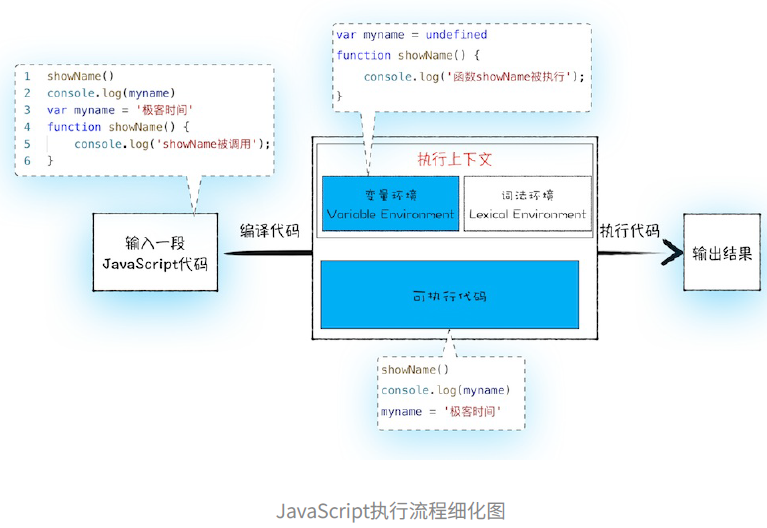 var myname = undefined
function showName() {
console.log('函数showName被执行');
}
1 showName()
2 console.log(myname)
3 var myname = '极客时间'
4 function showName() {
5 console.log('showName被调用');
6 }
执行上下文
变量环境
Variable Environment
词法环境
Lexical Environment
输入一段
JavaScript代码
编译代码
执行代码
输出结果
可执行代码
showName()
console.log(myname)
myname = '极客时间'
JavaScript执行流程细化图